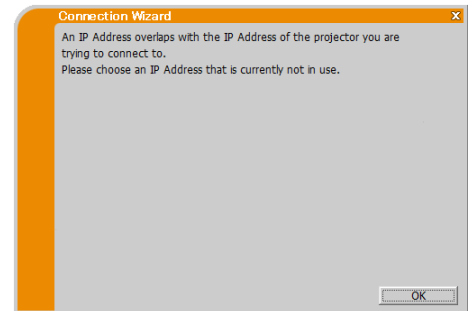 Connection Wizard
An IP Address overlaps with the IP Address of the projector you are
trying to connect to.
Please choose an IP Address that is currently not in use.
OK